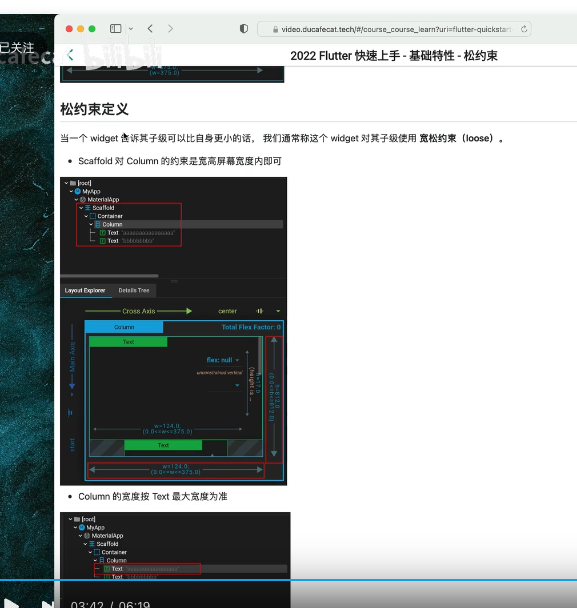 已关注
video.ducafecat.tech/#/course_course_learn?uri=flutter-quickstart
2022 Flutter 快速上手 - 基础特性 - 松约束
(w=375.0)
松约束定义
当一个 widget 告诉其子级可以比自身更小的话， 我们通常称这个 widget 对其子级使用 宽松约束（loose）。
Scaffold 对 Column 的约束是宽高屏幕宽度内即可
[root]
MyApp
MaterialApp
Scaffold
Container
Column
Text
Text
Layout Explorer
Details Tree
Cross Axis
center
Column
Total Flex Factor: 0
Text
Main Axis
flex: null
unconstrained vertical
w=124.0,
(0.0<=w<=375.0)
start
Text
w=124.0,
(0.0<=w<=375.0)
Column 的宽度按 Text 最大宽度为准
[root]
MyApp
MaterialApp
Scaffold
Container
Column
Text
Text
03:42 / 06:19